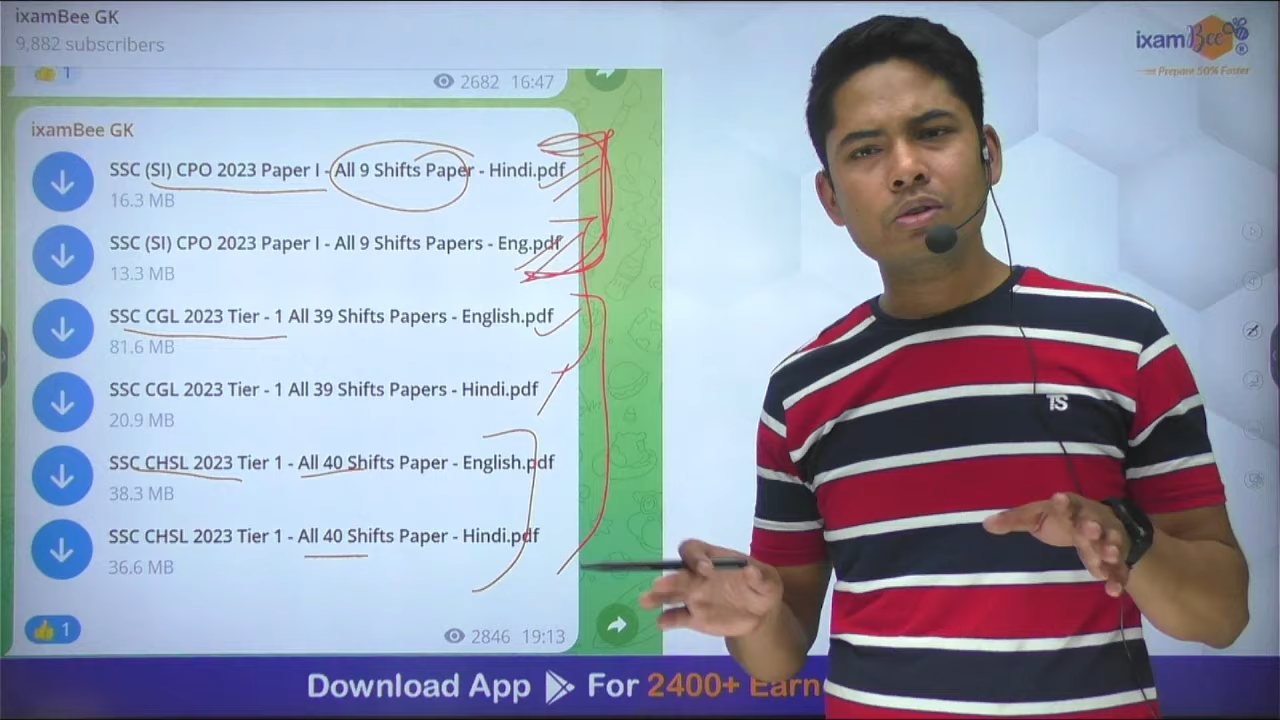 ixamBee GK
9,882 subscribers
ixamBee
Prepare 50% Faster
1
2682 16:47
ixamBee GK
SSC (SI) CPO 2023 Paper I - All 9 Shifts Paper - Hindi.pdf
16.3 MB
SSC (SI) CPO 2023 Paper I - All 9 Shifts Papers - Eng.pdf
13.3 MB
SSC CGL 2023 Tier - 1 All 39 Shifts Papers - English.pdf
81.6 MB
SSC CGL 2023 Tier - 1 All 39 Shifts Papers - Hindi.pdf
20.9 MB
SSC CHSL 2023 Tier 1 - All 40 Shifts Paper - English.pdf
38.3 MB
SSC CHSL 2023 Tier 1 - All 40 Shifts Paper - Hindi.pdf
36.6 MB
TS
1
2846 19:13
Download App For 2400+ Earn